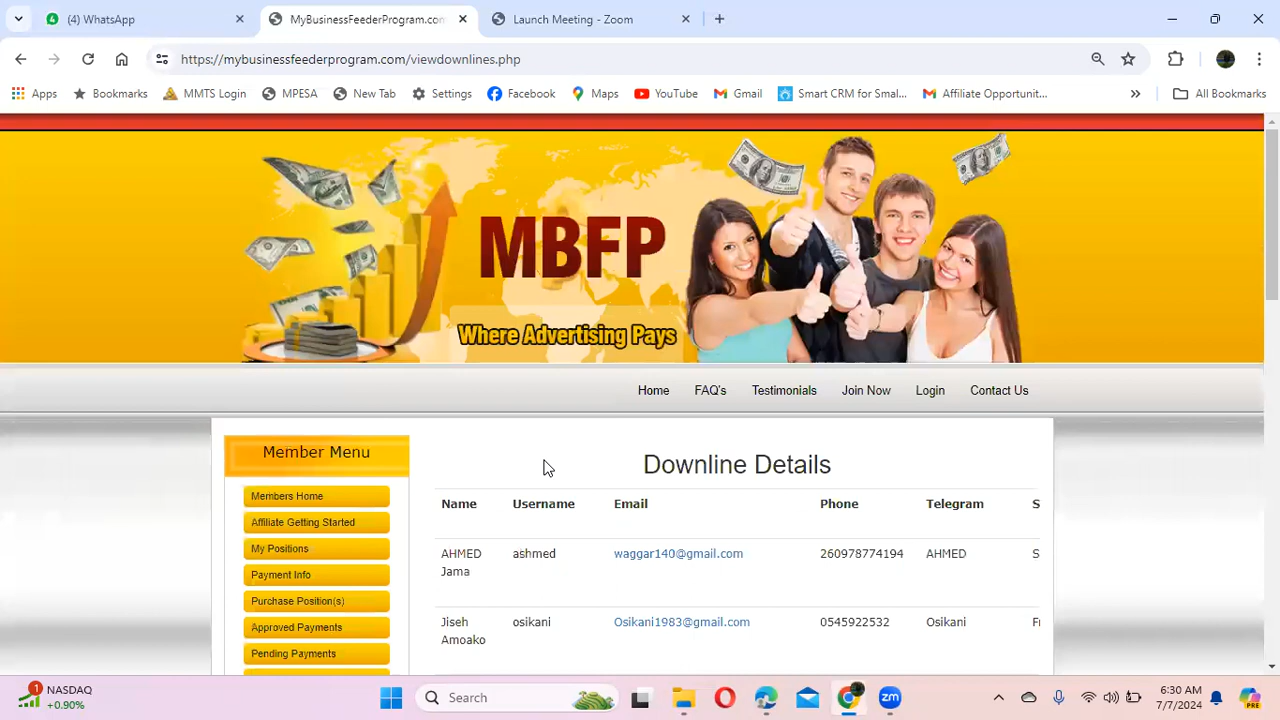 (4) WhatsApp
MyBusinessFeederProgram.com
Launch Meeting - Zoom
https://mybusinessfeederprogram.com/viewdownlines.php
Apps
Bookmarks
MMTS Login
MPESA
New Tab
Settings
Facebook
Maps
YouTube
Gmail
Smart CRM for Smal...
Affiliate Opportunit...
All Bookmarks
MBFP
Where Advertising Pays
Home FAQ's Testimonials Join Now Login Contact Us
Member Menu
Members Home
Affiliate Getting Started
My Positions
Payment Info
Purchase Position(s)
Approved Payments
Pending Payments
Downline Details
Name Username Email Phone Telegram S
AHMED Jama ashmed waggar140@gmail.com 260978774194 AHMED S
Jiseh Amoako osikani Osikani1983@gmail.com 0545922532 Osikani
1
NASDAQ
+0.90%
Search
zm
6:30 AM
7/7/2024
PRE